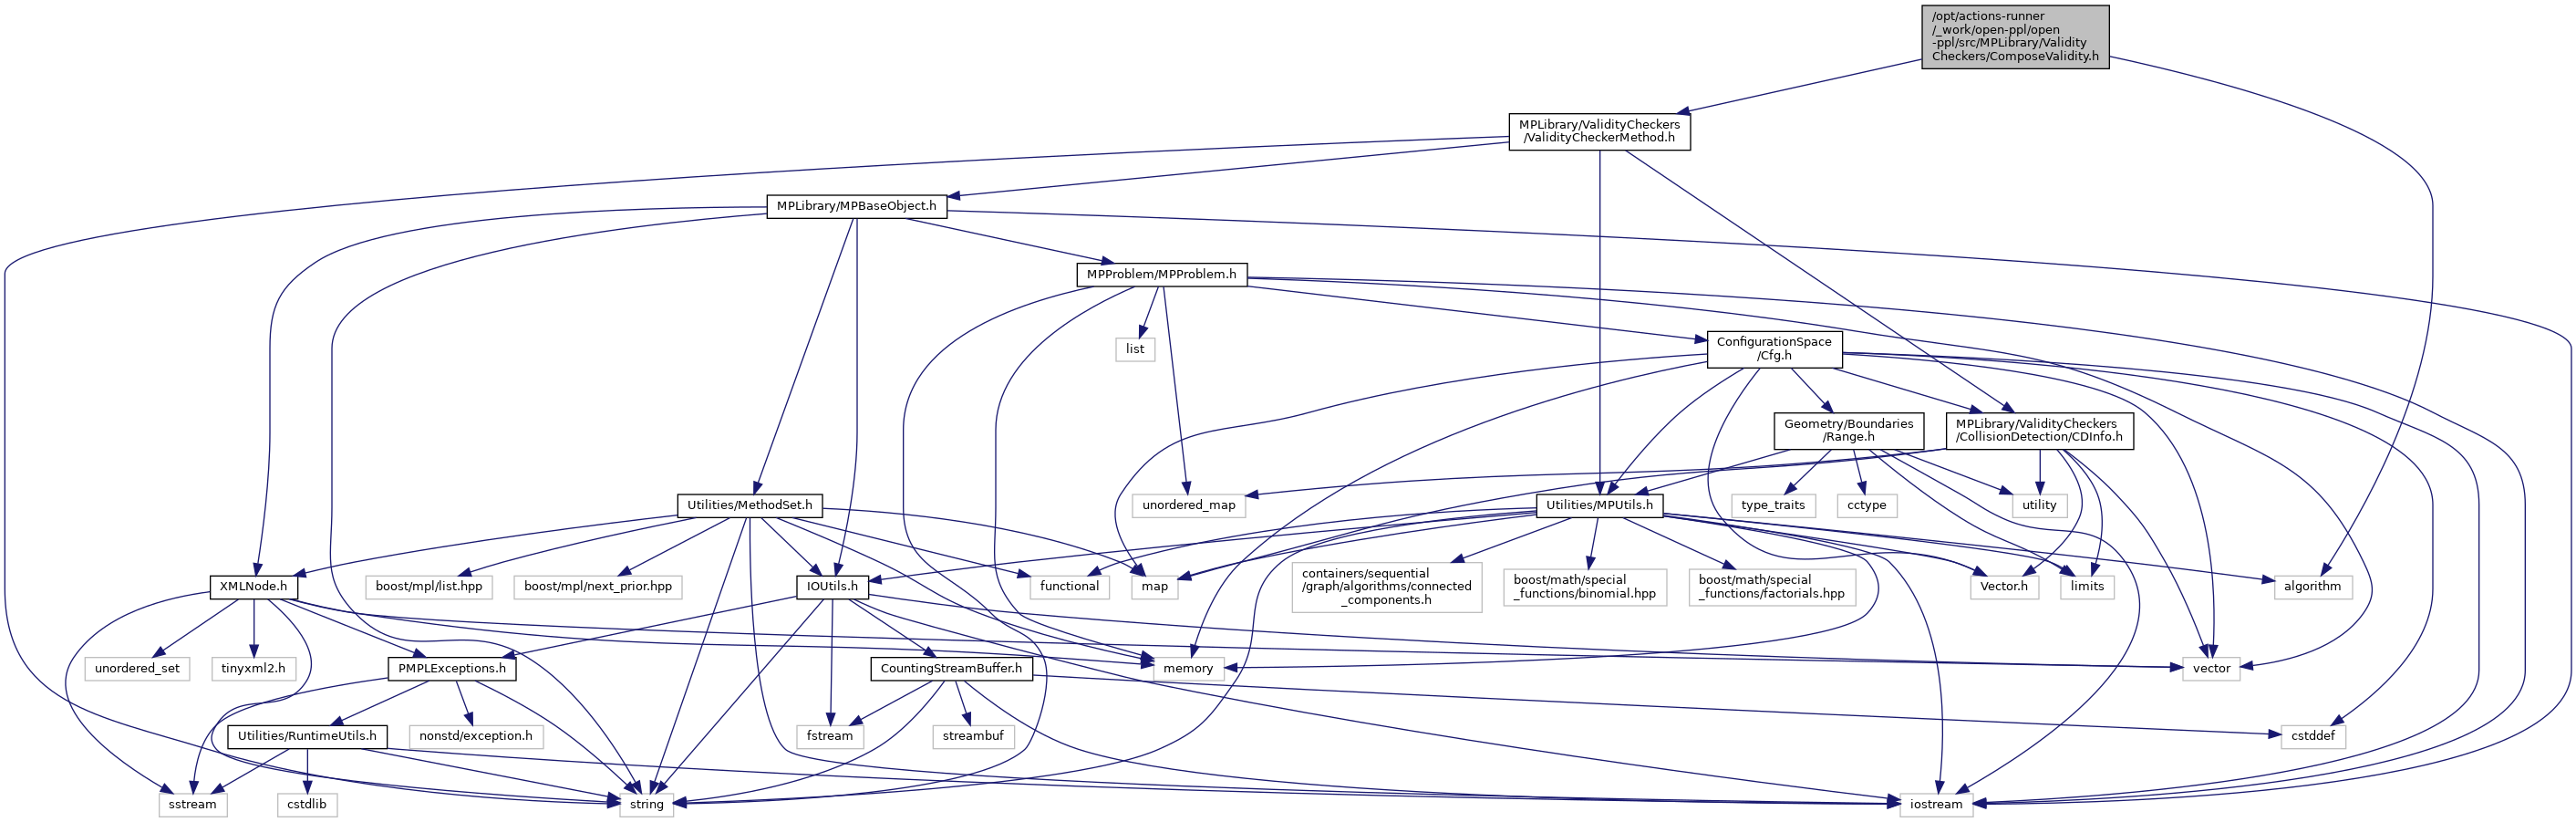 /opt/actions-runner
/_work/open-ppl/open
-ppl/src/MPLibrary/Validity
Checkers/ComposeValidity.h
MPLibrary/ValidityCheckers
/ValidityCheckerMethod.h
MPLibrary/MPBaseObject.h
MPProblem/MPProblem.h
list
ConfigurationSpace
/Cfg.h
Geometry/Boundaries
/Range.h
MPLibrary/ValidityCheckers
/CollisionDetection/CDInfo.h
Utilities/MethodSet.h
unordered_map
Utilities/MPUtils.h
type_traits
cctype
utility
XMLNode.h
boost/mpl/list.hpp
boost/mpl/next_prior.hpp
IOUtils.h
functional
map
containers/sequential
/graph/algorithms/connected
_components.h
boost/math/special
_functions/binomial.hpp
boost/math/special
_functions/factorials.hpp
Vector.h
limits
algorithm
unordered_set
tinyxml2.h
PMPLExceptions.h
CountingStreamBuffer.h
memory
vector
Utilities/RuntimeUtils.h
nonstd/exception.h
fstream
streambuf
cstddef
sstream
cstdlib
string
iostream